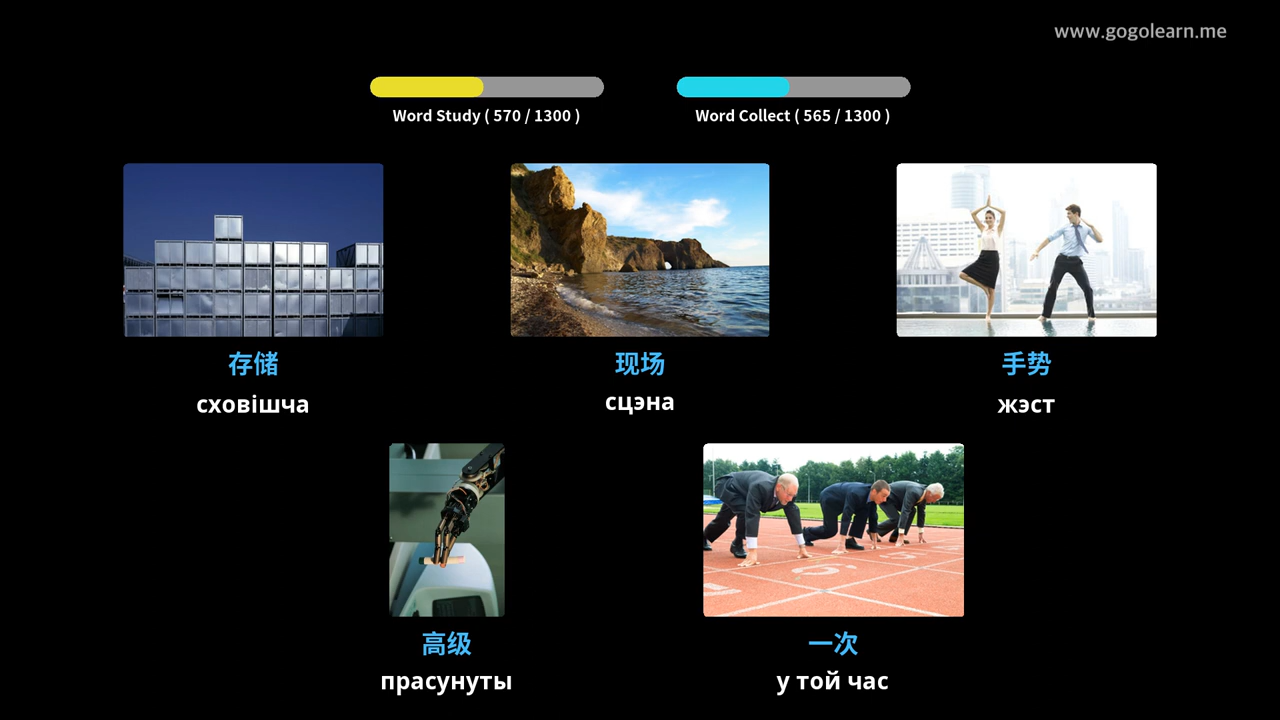 www.gogolearn.me
Word Study ( 570 / 1300 )
Word Collect ( 565 / 1300 )
存储
сховішча
现场
сцэна
手势
жэст
高级
прасунуты
一次
у той час